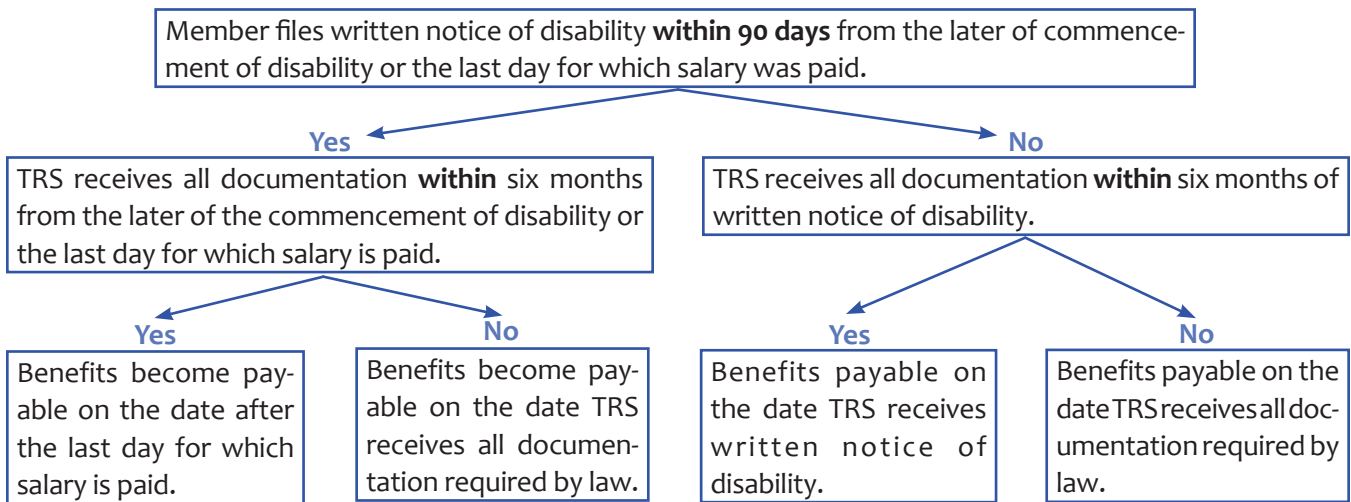 Member files written notice of disability within 90 days from the later of commence-
ment of disability or the last day for which salary was paid.
Yes
No
TRS receives all documentation within six months
from the later of the commencement of disability or
the last day for which salary is paid.
TRS receives all documentation within six months of
written notice of disability.
Yes
No
Yes
No
Benefits become pay-
able on the date after
the last day for which
salary is paid.
Benefits become pay-
able on the date TRS
receives all documen-
tation required by law.
Benefits payable on
the date TRS receives
written notice of
disability.
Benefits payable on the
date TRS receives all doc-
umentation required by
law.